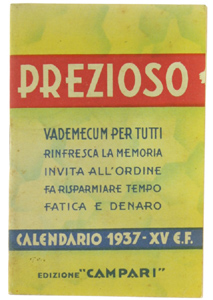 PREZIOSO
VADEMECUM PER TUTTI
RINFRESCA LA MEMORIA
INVITA ALL'ORDINE
FA RISPARMIARE TEMPO
FATICA E DENARO
CALENDARIO 1937-XV E.F.
EDIZIONE "CAMPARI"